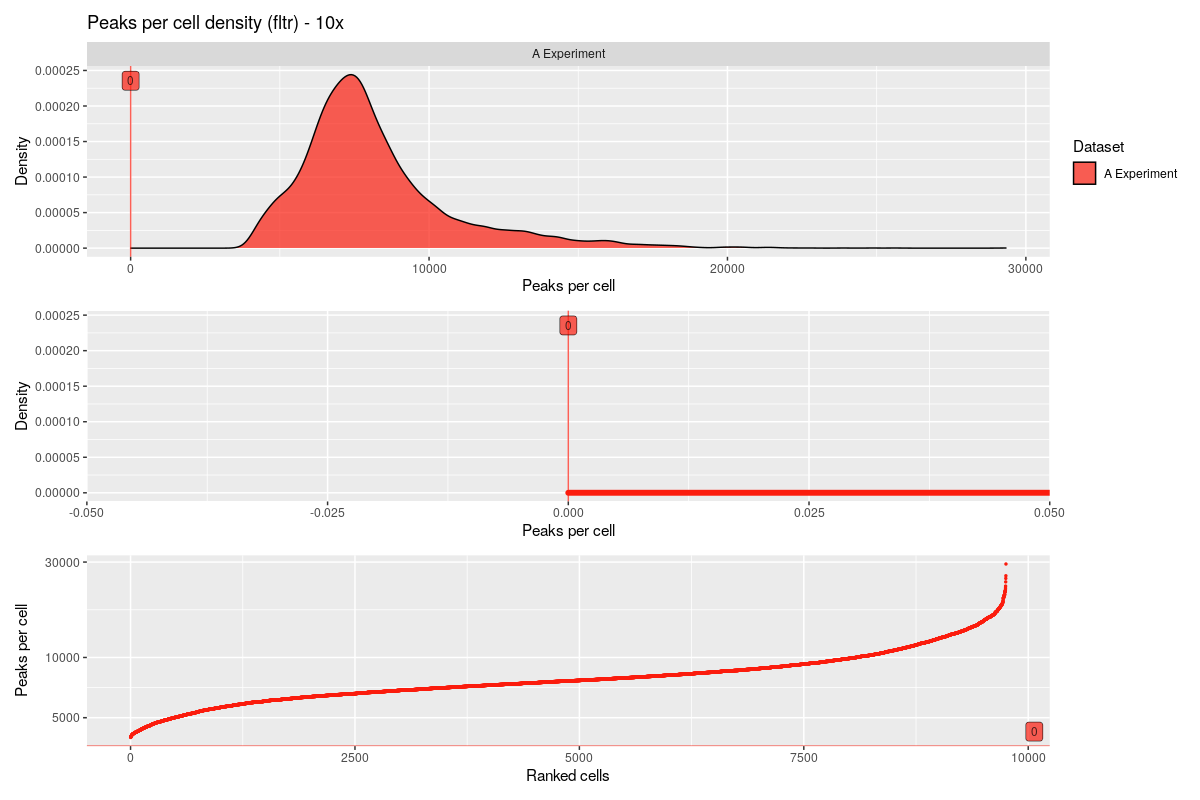 Peaks per cell density (fltr) - 10x
A Experiment
0.00025
0.00020
0.00015
0.00010
0.00005
0.00000
Density
0
0 10000 20000 30000
Peaks per cell
Dataset
A Experiment
0.00025
0.00020
0.00015
0.00010
0.00005
0.00000
Density
0
-0.050 -0.025 0.000 0.025 0.050
Peaks per cell
30000
10000
5000
Peaks per cell
0
0 2500 5000 7500 10000
Ranked cells